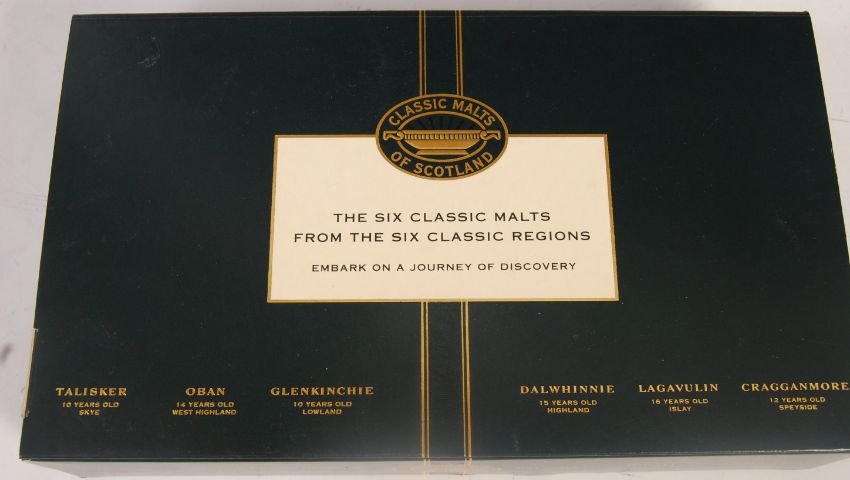 CLASSIC MALTS
OF SCOTLAND
THE SIX CLASSIC MALTS
FROM THE SIX CLASSIC REGIONS
EMBARK ON A JOURNEY OF DISCOVERY
TALISKER
10 YEARS OLD
SKYE
OBAN
14 YEARS OLD
WEST HIGHLAND
GLENKINCHIE
10 YEARS OLD
LOWLAND
DALWHINNIE
15 YEARS OLD
HIGHLAND
LAGAVULIN
16 YEARS OLD
ISLAY
CRAGGANMORE
12 YEARS OLD
SPEYSIDE